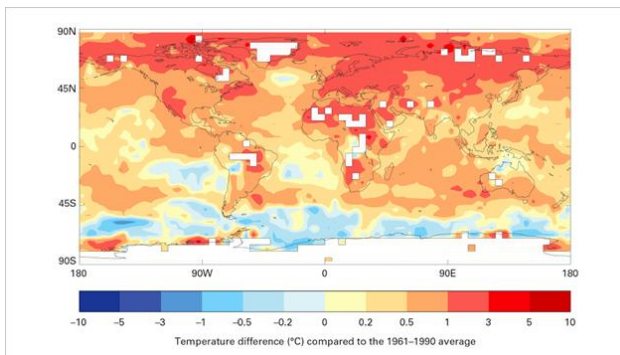 90N
45N
0
45S
90S
180 90W 0 90E 180
–10 –5 –3 –1 –0.5 –0.2 0 0.2 0.5 1 3 5 10
Temperature difference (°C) compared to the 1961–1990 average